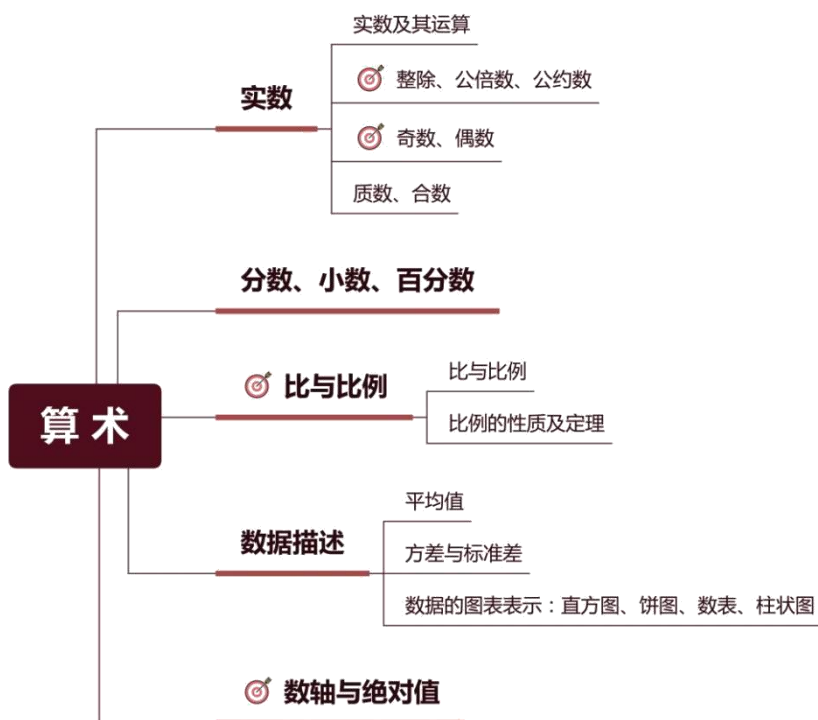 实数及其运算
整除、公倍数、公约数
实数
奇数、偶数
质数、合数
分数、小数、百分数
比与比例
比与比例
比例的性质及定理
算术
平均值
数据描述
方差与标准差
数据的图表表示：直方图、饼图、数表、柱状图
数轴与绝对值